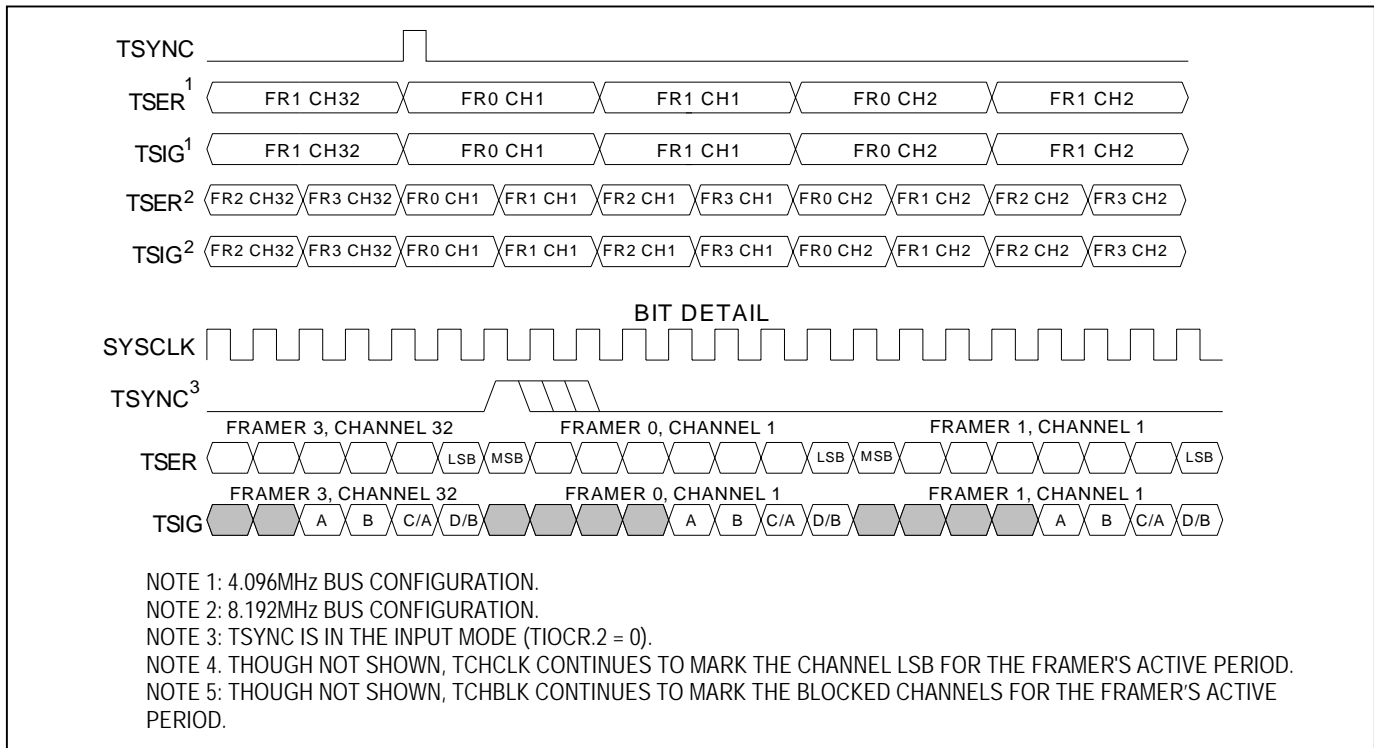 TSYNC
TSER1 FR1 CH32 FR0 CH1 FR1 CH1 FR0 CH2 FR1 CH2
TSIG1 FR1 CH32 FR0 CH1 FR1 CH1 FR0 CH2 FR1 CH2
TSER2 FR2 CH32 FR3 CH32 FR0 CH1 FR1 CH1 FR2 CH1 FR3 CH1 FR0 CH2 FR1 CH2 FR2 CH2 FR3 CH2
TSIG2 FR2 CH32 FR3 CH32 FR0 CH1 FR1 CH1 FR2 CH1 FR3 CH1 FR0 CH2 FR1 CH2 FR2 CH2 FR3 CH2
BIT DETAIL
SYSCLK
TSYNC3
FRAMER 3, CHANNEL 32 FRAMER 0, CHANNEL 1 FRAMER 1, CHANNEL 1
TSER LSB MSB LSB MSB LSB
FRAMER 3, CHANNEL 32 FRAMER 0, CHANNEL 1 FRAMER 1, CHANNEL 1
TSIG A B C/A D/B A B C/A D/B A B C/A D/B
NOTE 1: 4.096MHz BUS CONFIGURATION.
NOTE 2: 8.192MHz BUS CONFIGURATION.
NOTE 3: TSYNC IS IN THE INPUT MODE (TIOCR.2 = 0).
NOTE 4. THOUGH NOT SHOWN, TCHCLK CONTINUES TO MARK THE CHANNEL LSB FOR THE FRAMER'S ACTIVE PERIOD.
NOTE 5: THOUGH NOT SHOWN, TCHBLK CONTINUES TO MARK THE BLOCKED CHANNELS FOR THE FRAMER’S ACTIVE
PERIOD.